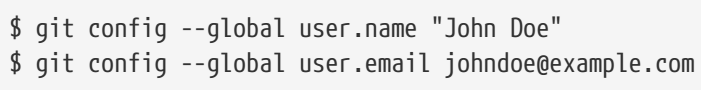 $ git config --global user.name "John Doe"
$ git config --global user.email johndoe@example.com